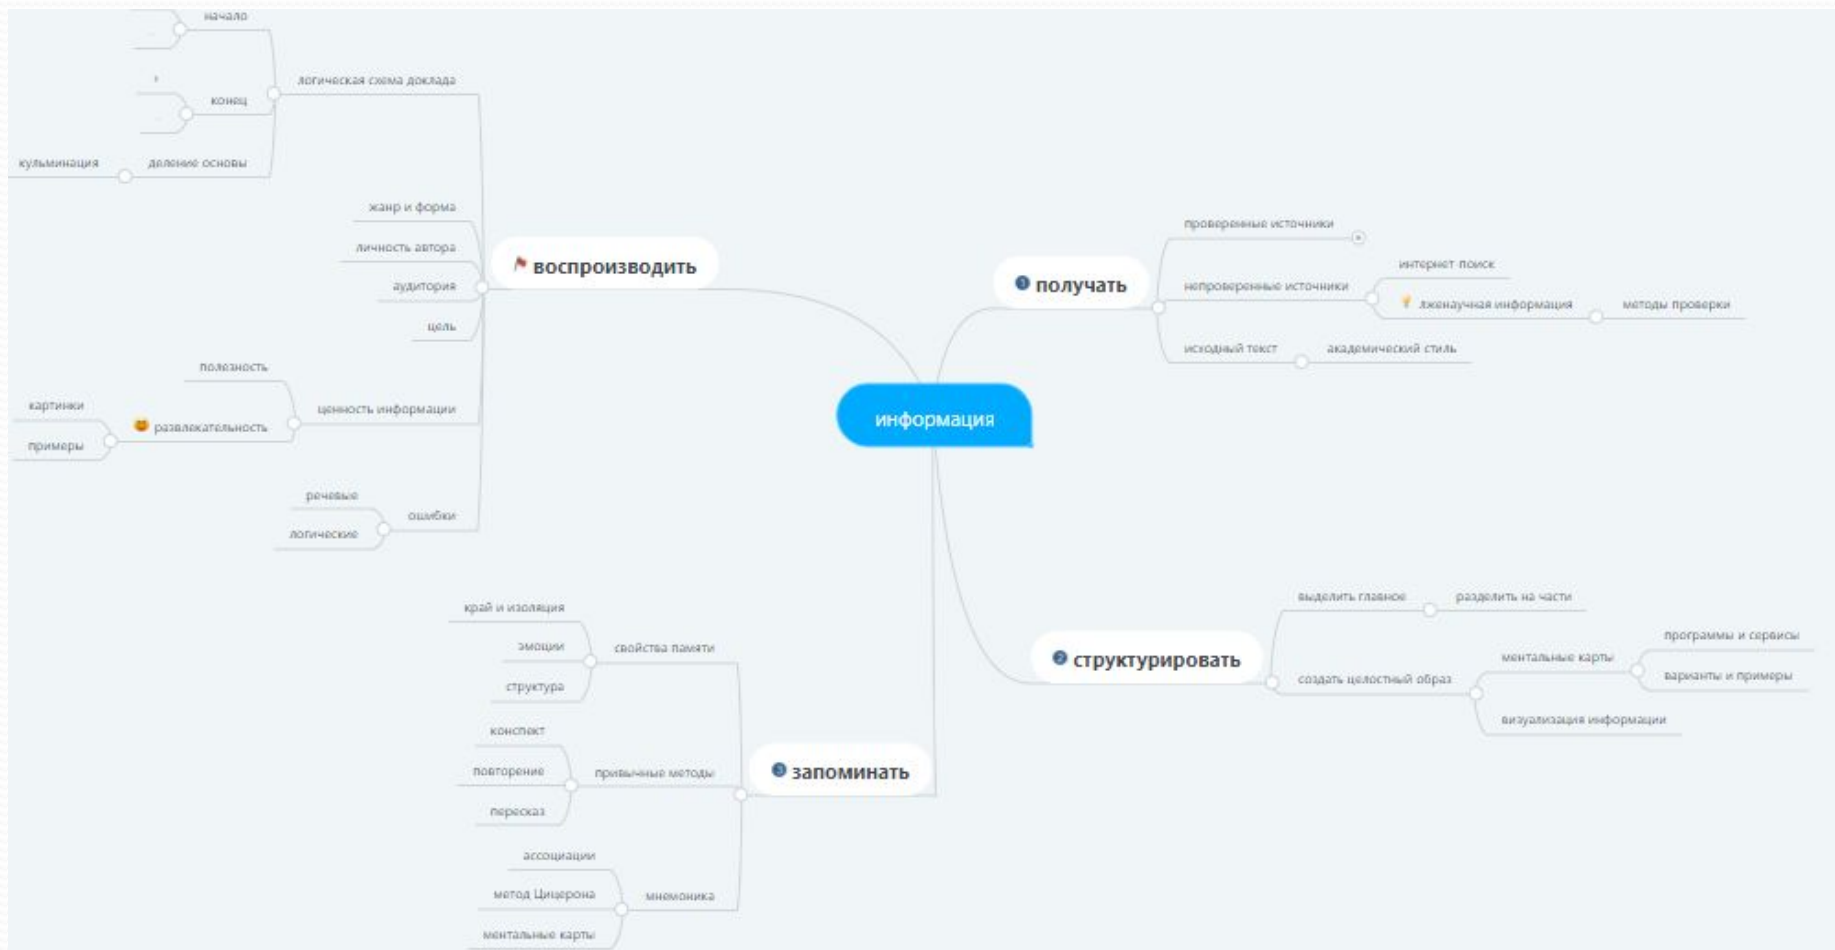 информация
получать
проверенные источники
непроверенные источники
интернет поиск
лженаучная информация
методы проверки
исходный текст
академический стиль
структурировать
выделить главное
разделить на части
создать целостный образ
ментальные карты
программы и сервисы
варианты и примеры
визуализация информации
запоминать
свойства памяти
край и изоляция
эмоции
структура
привычные методы
конспект
повторение
пересказ
мнемоника
ассоциации
метод Цицерона
ментальные карты
воспроизводить
логическая схема доклада
начало
конец
деление основы
кульминация
жанр и форма
личность автора
аудитория
цель
ценность информации
полезность
развлекательность
картинки
примеры
ошибки
речевые
логические